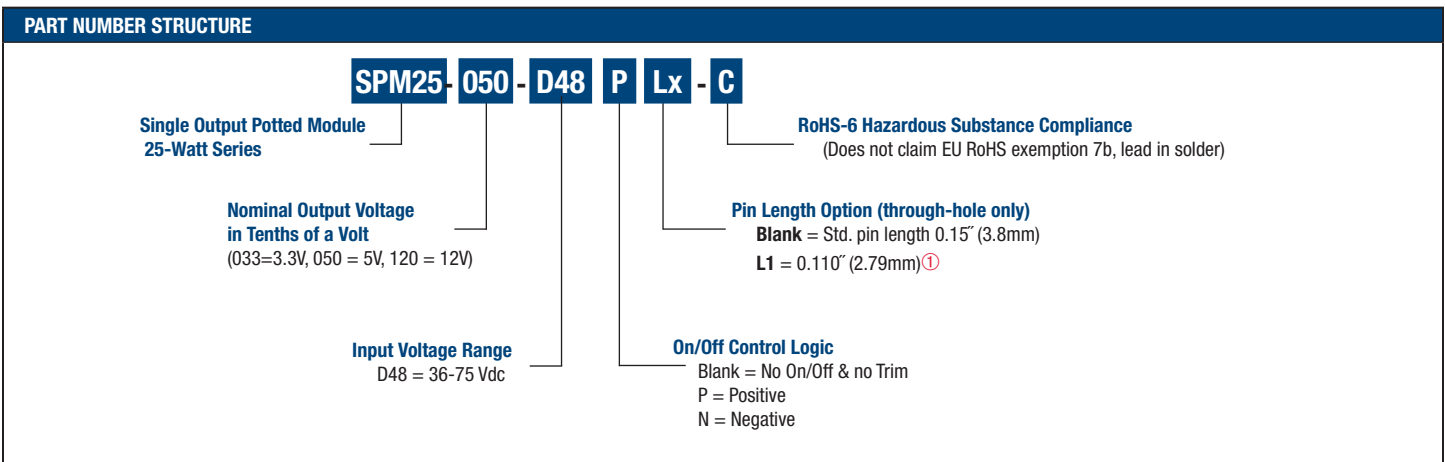 PART NUMBER STRUCTURE
SPM25 - 050 - D48 P Lx - C
Single Output Potted Module
25-Watt Series
RoHS-6 Hazardous Substance Compliance
(Does not claim EU RoHS exemption 7b, lead in solder)
Nominal Output Voltage
in Tenths of a Volt
(033=3.3V, 050 = 5V, 120 = 12V)
Pin Length Option (through-hole only)
Blank = Std. pin length 0.15˝ (3.8mm)
L1 = 0.110˝ (2.79mm)①
Input Voltage Range
D48 = 36-75 Vdc
On/Off Control Logic
Blank = No On/Off & no Trim
P = Positive
N = Negative